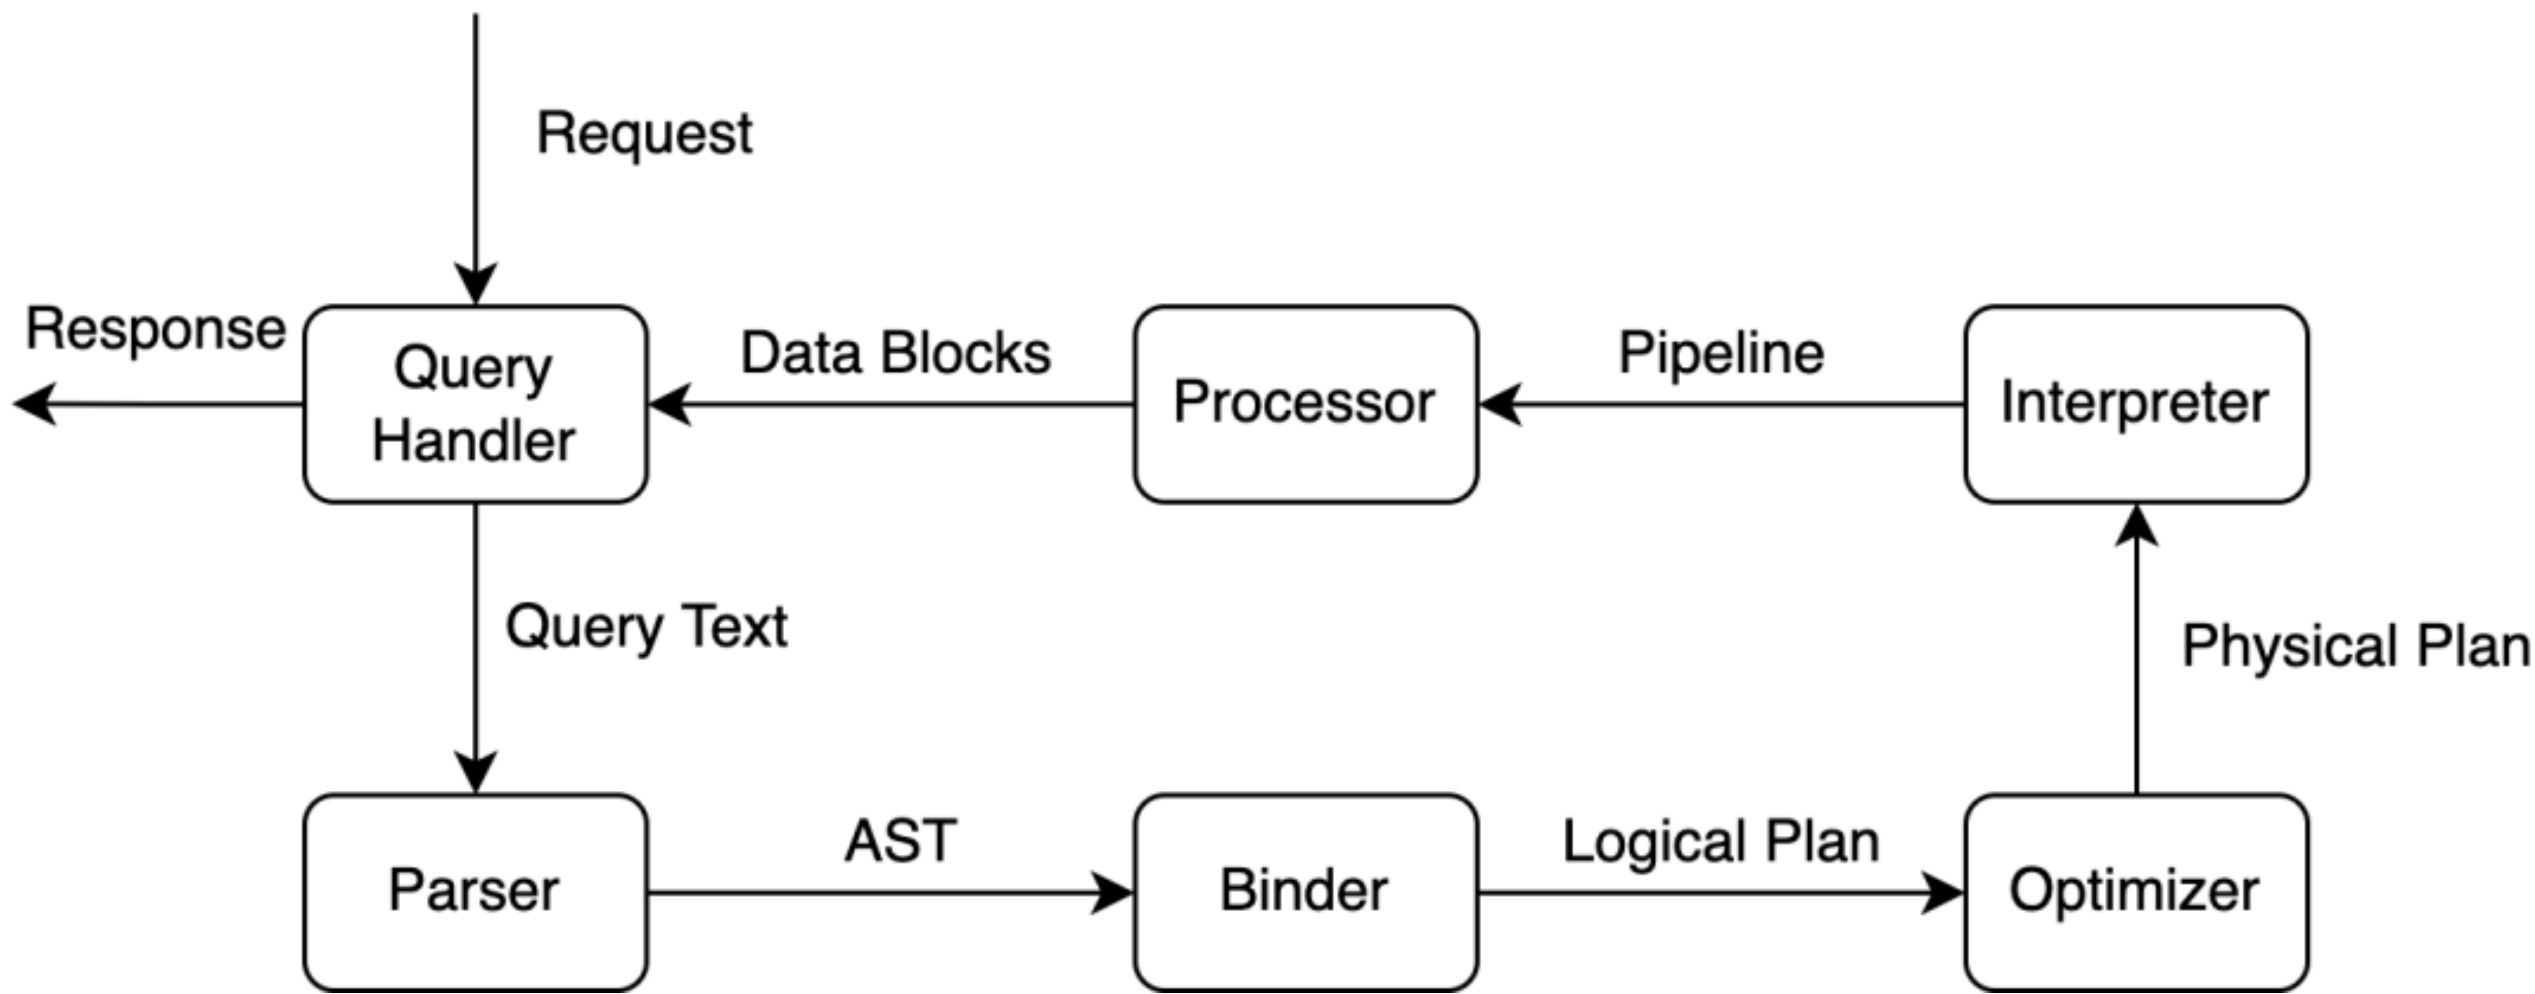 Request
Response
Query
Handler
Data Blocks
Processor
Pipeline
Interpreter
Query Text
Physical Plan
Parser
AST
Binder
Logical Plan
Optimizer